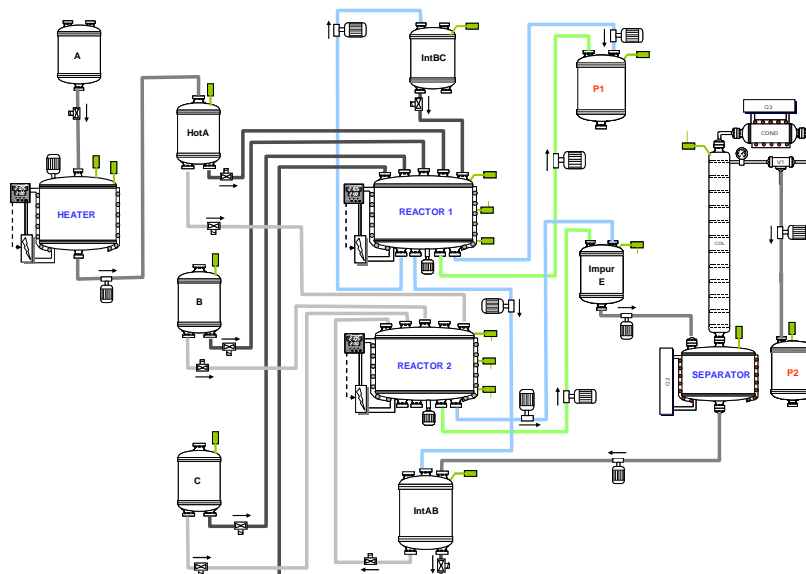 A
IntBC
P1
Q3
COND
HotA
V1
HEATER
REACTOR 1
COL
Impur
E
B
REACTOR 2
SEPARATOR
P2
Q2
C
IntAB